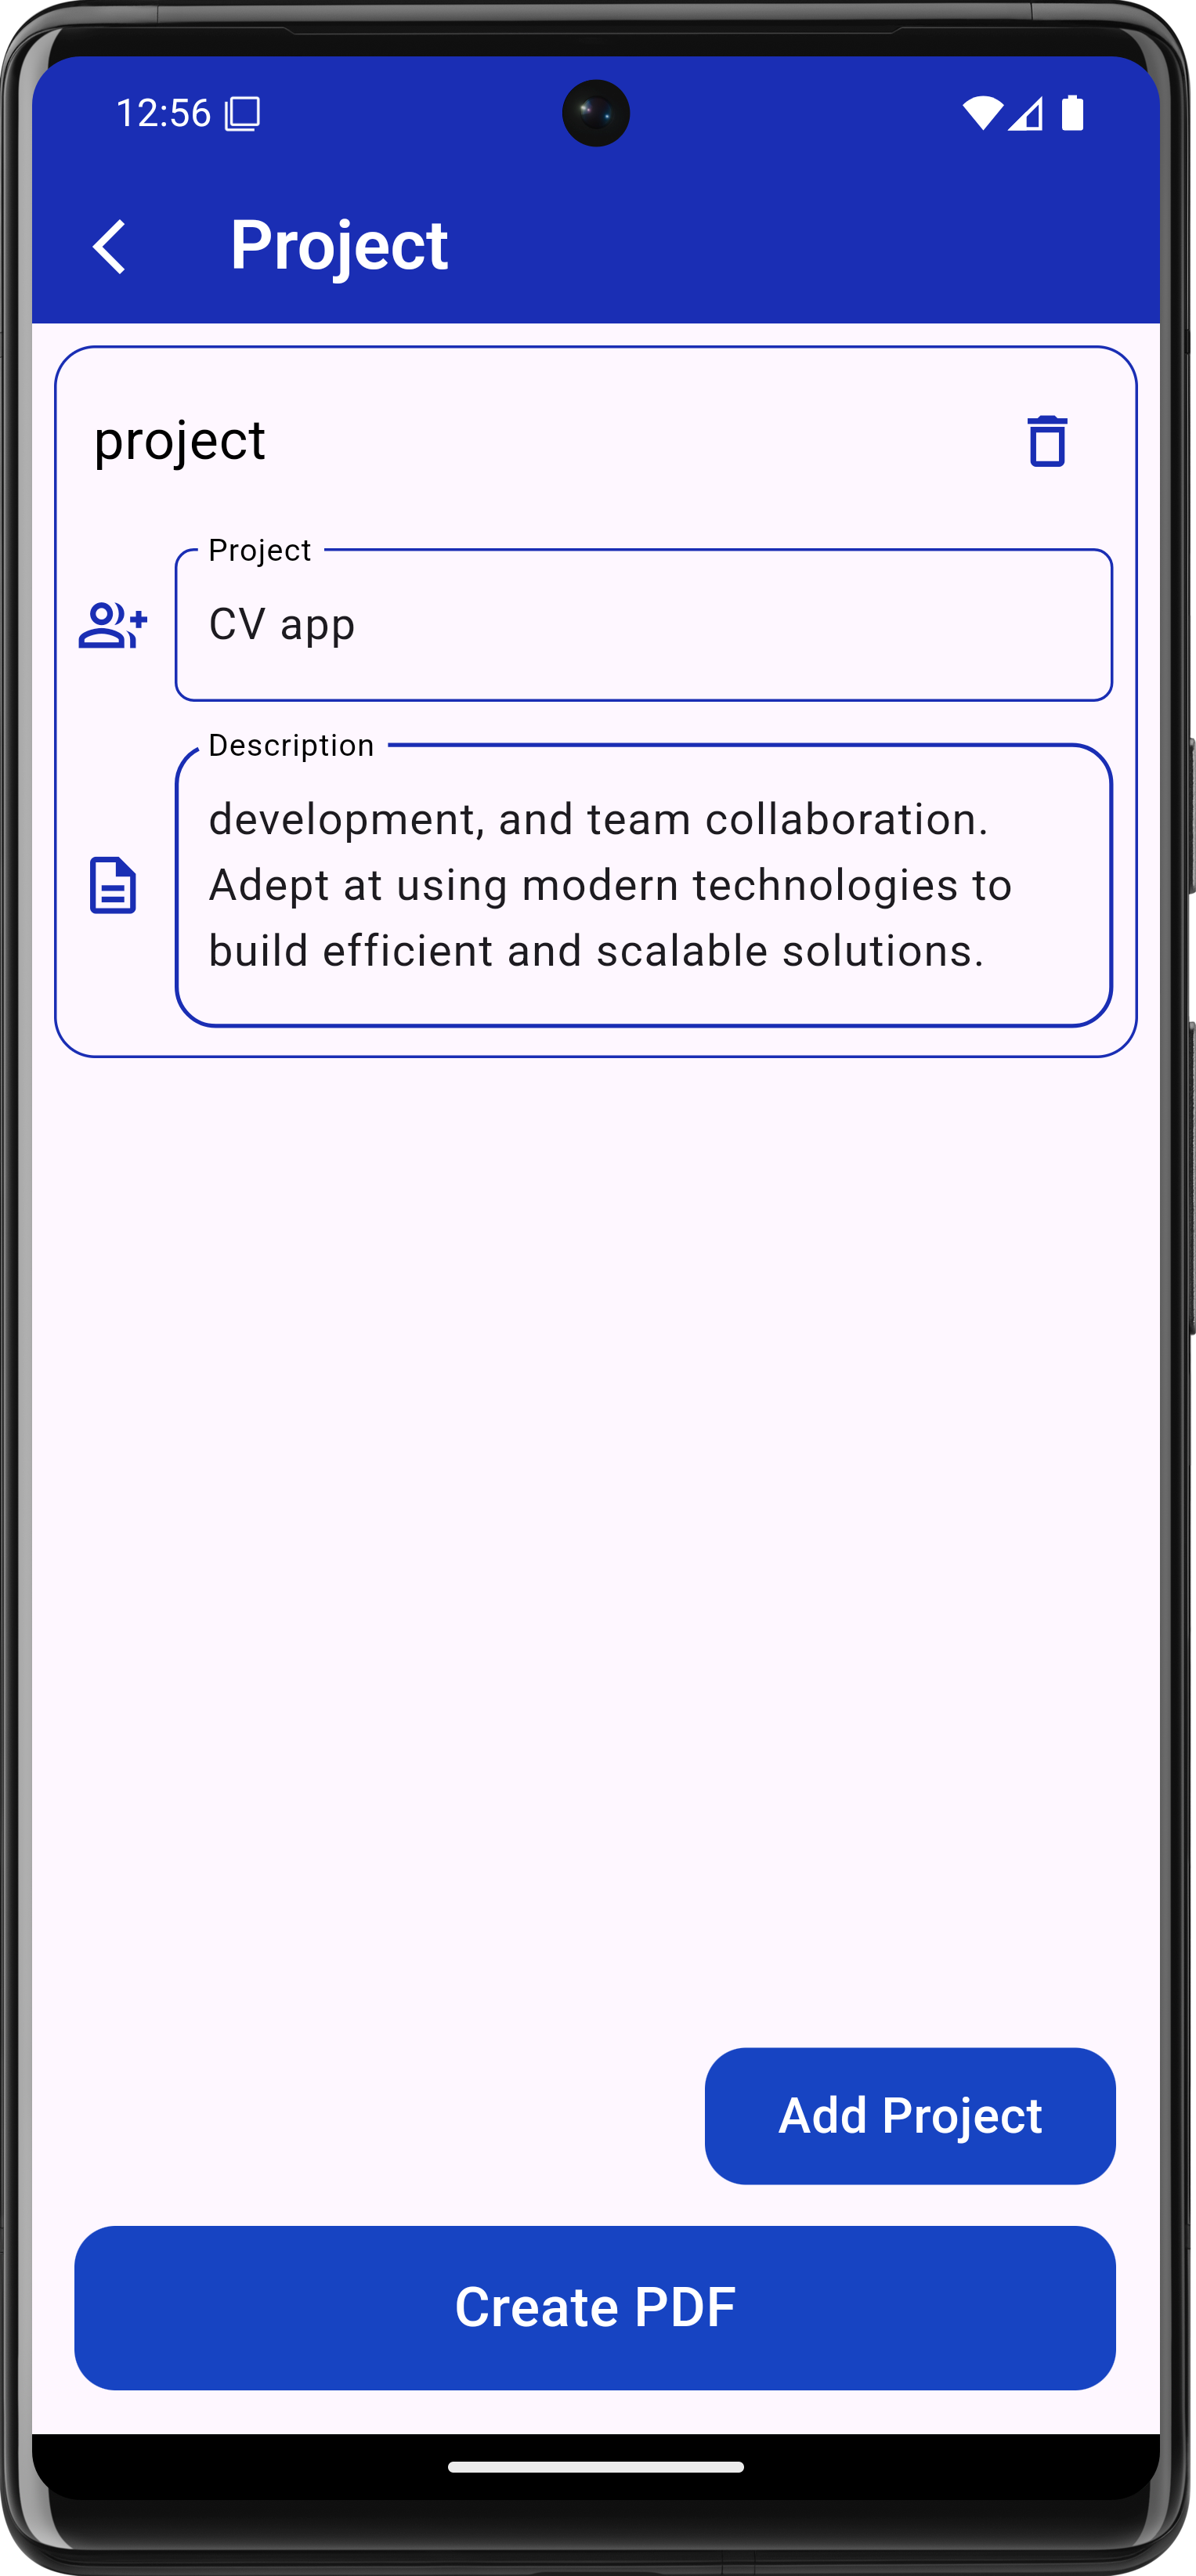 12:56
Project
project
Project
CV app
Description
development, and team collaboration.
Adept at using modern technologies to
build efficient and scalable solutions.
Add Project
Create PDF